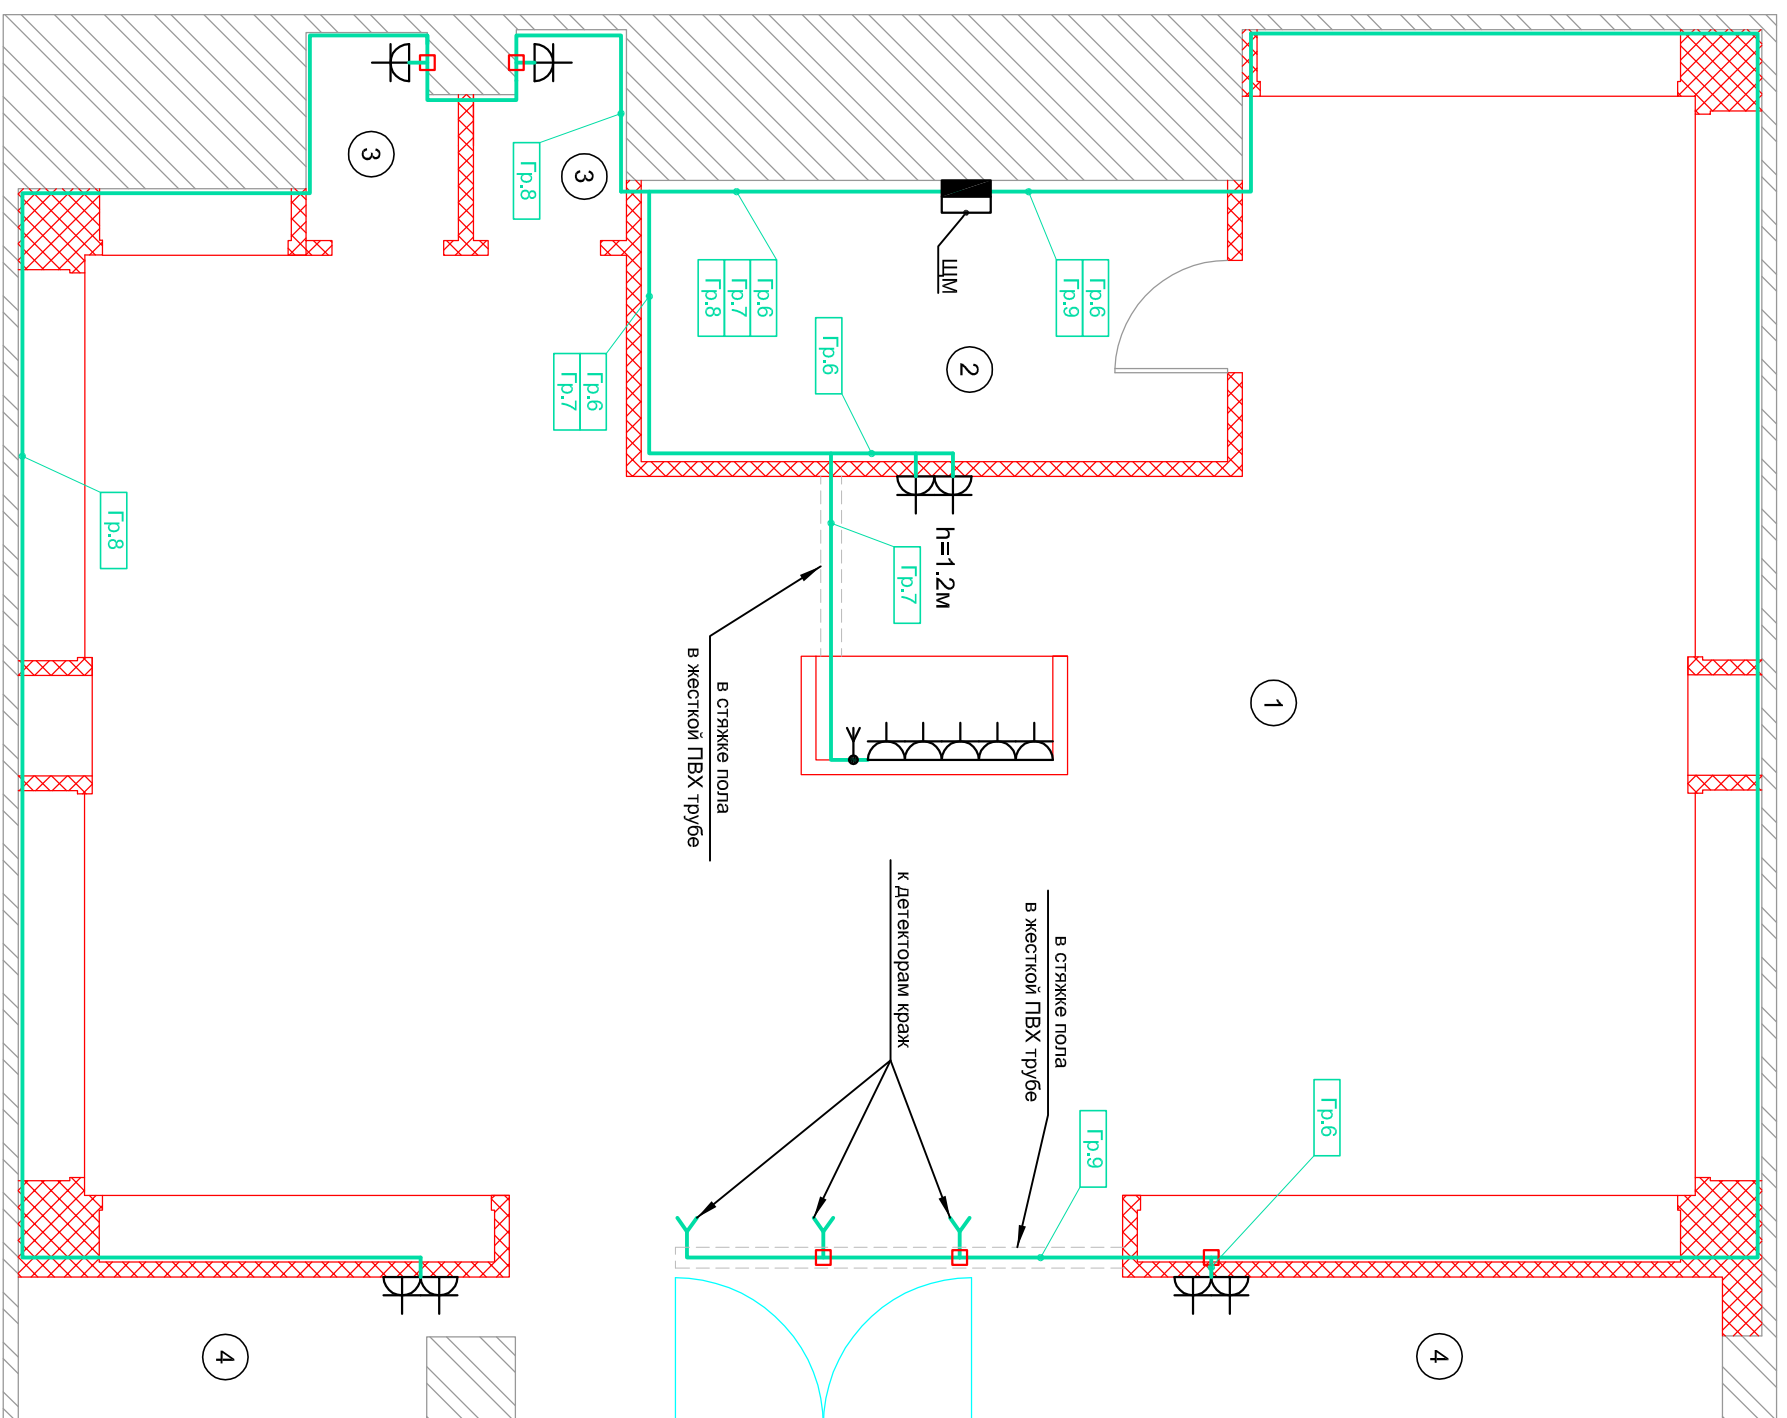 3
3
Гр.8
ЩМ
Гр.6
Гр.7
Гр.8
Гр.6
Гр.9
Гр.6
2
Гр.6
Гр.7
Гр.8
h=1.2м
Гр.7
в стяжке пола
в жесткой ПВХ трубе
1
к детекторам краж
в стяжке пола
в жесткой ПВХ трубе
Гр.9
Гр.6
4
4